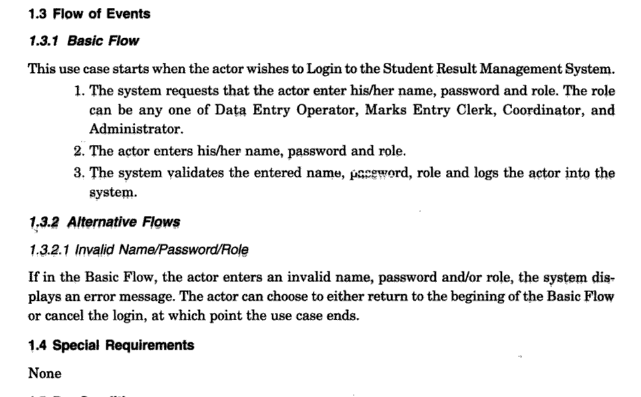 1.3 Flow of Events
1.3.1 Basic Flow
This use case starts when the actor wishes to Login to the Student Result Management System.
1. The system requests that the actor enter his/her name, password and role. The role
can be any one of Data Entry Operator, Marks Entry Clerk, Coordinator, and
Administrator.
2. The actor enters his/her name, password and role.
3. The system validates the entered name, password, role and logs the actor into the
system.
1.3.2 Alternative Flows
1.3.2.1 Invalid Name/Password/Role
If in the Basic Flow, the actor enters an invalid name, password and/or role, the system dis-
plays an error message. The actor can choose to either return to the begining of the Basic Flow
or cancel the login, at which point the use case ends.
1.4 Special Requirements
None